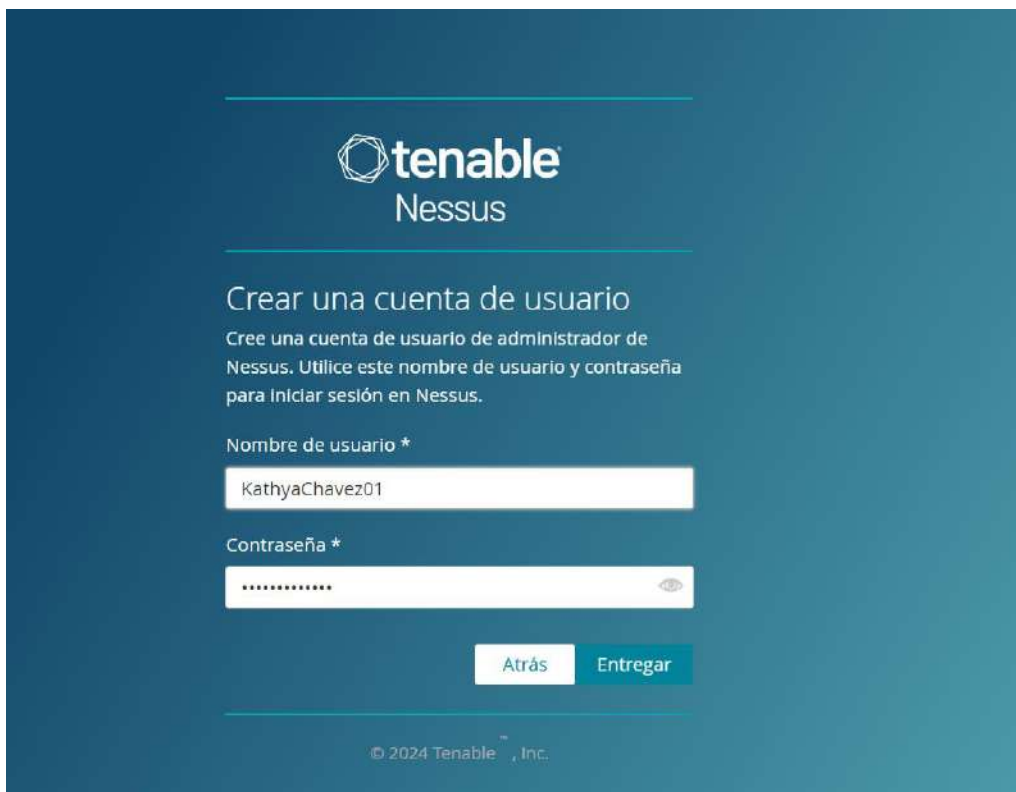 tenable
Nessus
Crear una cuenta de usuario
Cree una cuenta de usuario de administrador de
Nessus. Utilice este nombre de usuario y contraseña
para iniciar sesión en Nessus.
Nombre de usuario *
KathyaChavez01
Contraseña *
•••••••••••••
Atrás Entregar
© 2024 Tenable™, Inc.